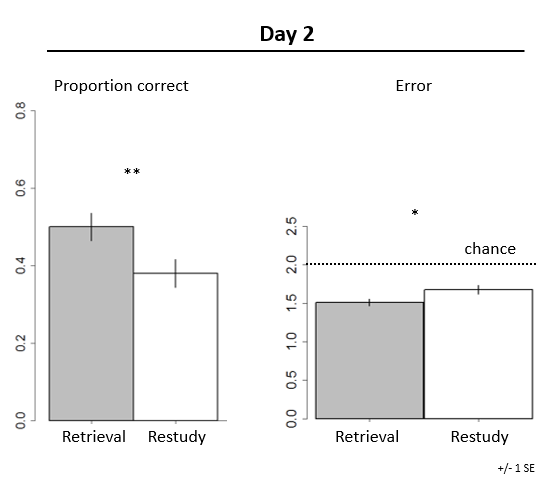 Day 2
Proportion correct
Error
0.8
0.6
0.4
0.2
0.0
**
Retrieval
Restudy
*
2.5
2.0
1.5
1.0
0.5
0.0
chance
Retrieval
Restudy
+/- 1 SE